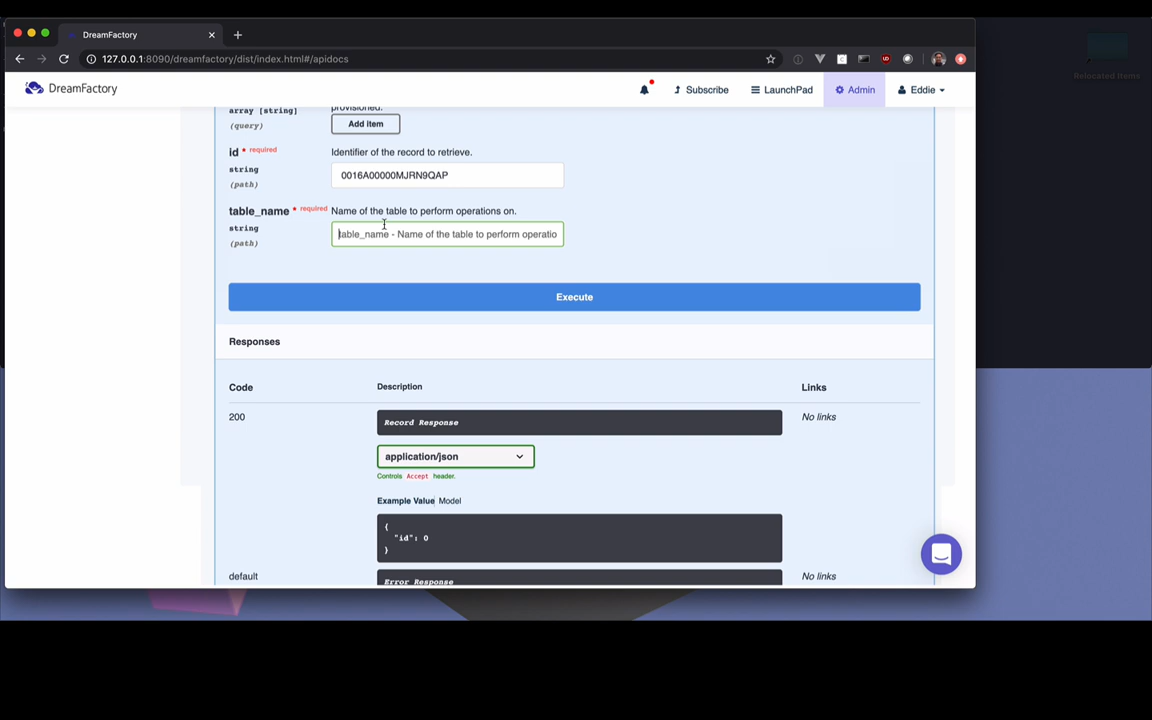 DreamFactory
127.0.0.1:8090/dreamfactory/dist/index.html#/apidocs
Relocated Items
DreamFactory
Subscribe
LaunchPad
Admin
Eddie
array [string]
provisioned.
(query)
Add item
id * required
Identifier of the record to retrieve.
string
0016A00000MJRN9QAP
(path)
table_name * required
Name of the table to perform operations on.
string
table_name - Name of the table to perform operatio
(path)
Execute
Responses
Code
Description
Links
200
Record Response
No links
application/json
Controls Accept header.
Example Value Model
{
"id": 0
}
default
Error Response
No links